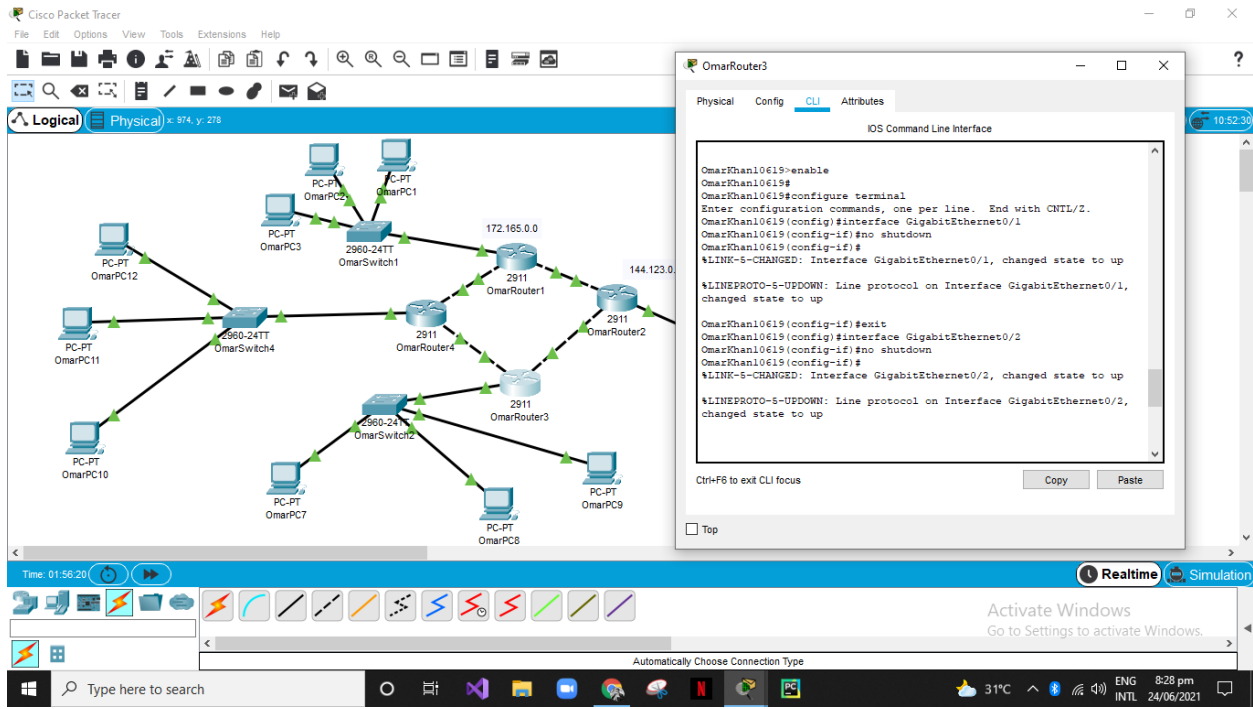 Cisco Packet Tracer
File Edit Options View Tools Extensions Help
?
Logical
Physical x: 974, y: 278
10:52:30
PC-PT
OmarPC2
PC-PT
OmarPC1
PC-PT
OmarPC3
2960-24TT
OmarSwitch1
172.165.0.0
2911
OmarRouter1
144.123.0.
PC-PT
OmarPC12
2911
OmarRouter2
PC-PT
OmarPC11
2960-24TT
OmarSwitch4
2911
OmarRouter4
2911
OmarRouter3
2960-24TT
OmarSwitch2
PC-PT
OmarPC10
PC-PT
OmarPC7
PC-PT
OmarPC8
PC-PT
OmarPC9
OmarRouter3
Physical Config CLI Attributes
IOS Command Line Interface
OmarKhan10619>enable
OmarKhan10619#
OmarKhan10619#configure terminal
Enter configuration commands, one per line. End with CNTL/Z.
OmarKhan10619(config)#interface GigabitEthernet0/1
OmarKhan10619(config-if)#no shutdown
OmarKhan10619(config-if)#
%LINK-5-CHANGED: Interface GigabitEthernet0/1, changed state to up
%LINEPROTO-5-UPDOWN: Line protocol on Interface GigabitEthernet0/1,
changed state to up
OmarKhan10619(config-if)#exit
OmarKhan10619(config)#interface GigabitEthernet0/2
OmarKhan10619(config-if)#no shutdown
OmarKhan10619(config-if)#
%LINK-5-CHANGED: Interface GigabitEthernet0/2, changed state to up
%LINEPROTO-5-UPDOWN: Line protocol on Interface GigabitEthernet0/2,
changed state to up
Ctrl+F6 to exit CLI focus
Copy Paste
Top
Time: 01:56:20
Realtime Simulation
Activate Windows
Go to Settings to activate Windows.
Automatically Choose Connection Type
Type here to search
N
PC
31°C
ENG
INTL
8:28 pm
24/06/2021